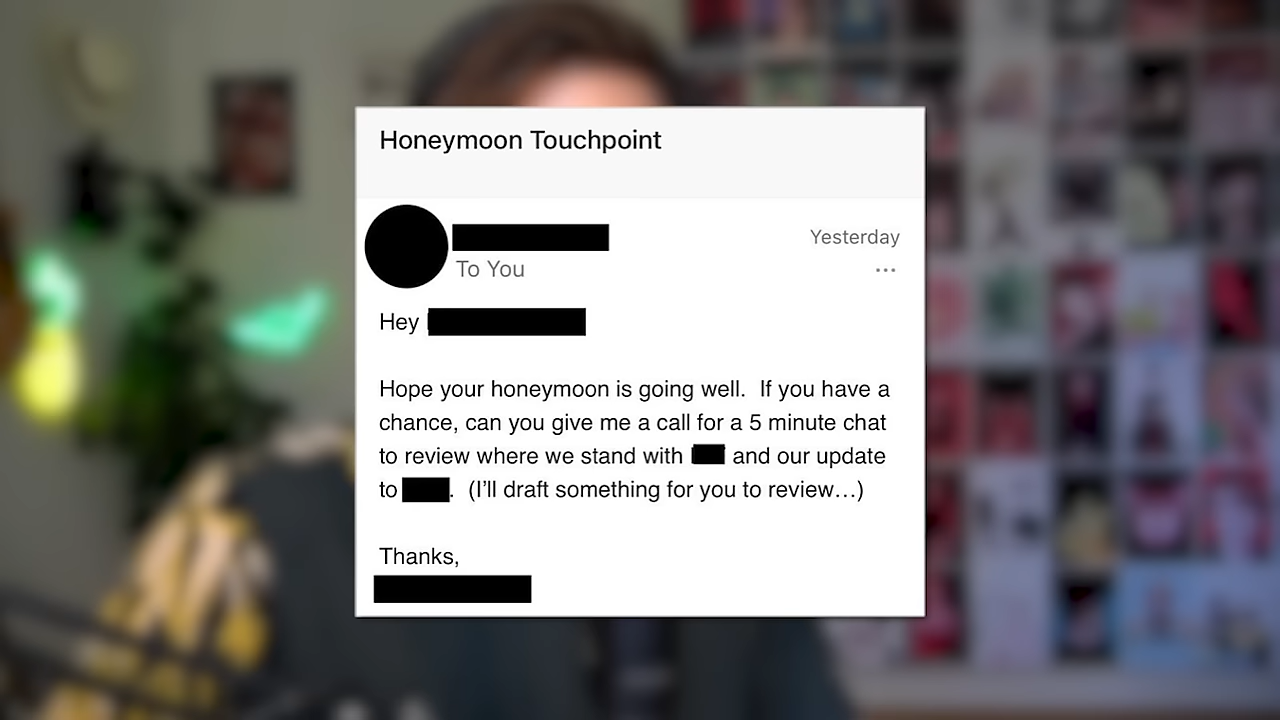 Honeymoon Touchpoint
Yesterday
To You
...
Hey
Hope your honeymoon is going well.  If you have a
chance, can you give me a call for a 5 minute chat
to review where we stand with and our update
to .  (I’ll draft something for you to review…)
Thanks,